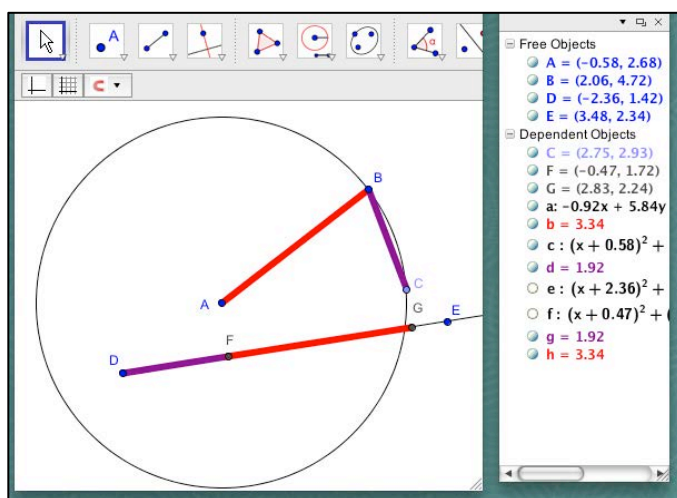 A
α
Free Objects
A = (-0.58, 2.68)
B = (2.06, 4.72)
D = (-2.36, 1.42)
E = (3.48, 2.34)
Dependent Objects
C = (2.75, 2.93)
F = (-0.47, 1.72)
G = (2.83, 2.24)
a: -0.92x + 5.84y
b = 3.34
c : (x + 0.58)² +
d = 1.92
e : (x + 2.36)² +
f : (x + 0.47)² + (
g = 1.92
h = 3.34
B
A
C
G
E
F
D